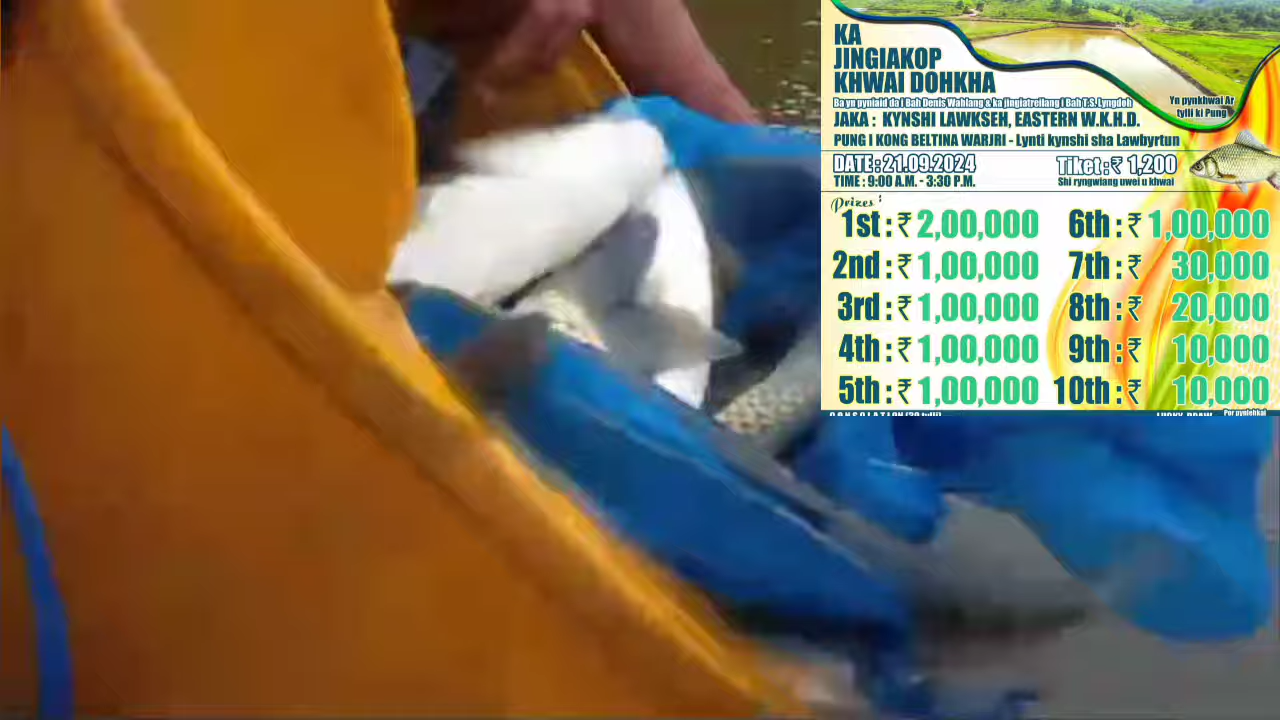 KA
JINGIAKOP
KHWAI DOHKHA
Ba yn pynlaid da i Bah Denis Wahlang & ka jingiatreilang i Bah T.S. Lyngdoh
Yn pynkhwai Ar
tylli ki Pung
JAKA : KYNSHI LAWKSEH, EASTERN W.K.H.D.
PUNG I KONG BELTINA WARJRI - Lynti kynshi sha Lawbyrtun
DATE : 21.09.2024
Tiket : ₹ 1,200
TIME : 9:00 A.M. - 3:30 P.M.
Shi ryngwiang uwei u khwai
Prizes :
1st : ₹ 2,00,000
6th : ₹ 1,00,000
2nd : ₹ 1,00,000
7th : ₹ 30,000
3rd : ₹ 1,00,000
8th : ₹ 20,000
4th : ₹ 1,00,000
9th : ₹ 10,000
5th : ₹ 1,00,000
10th : ₹ 10,000